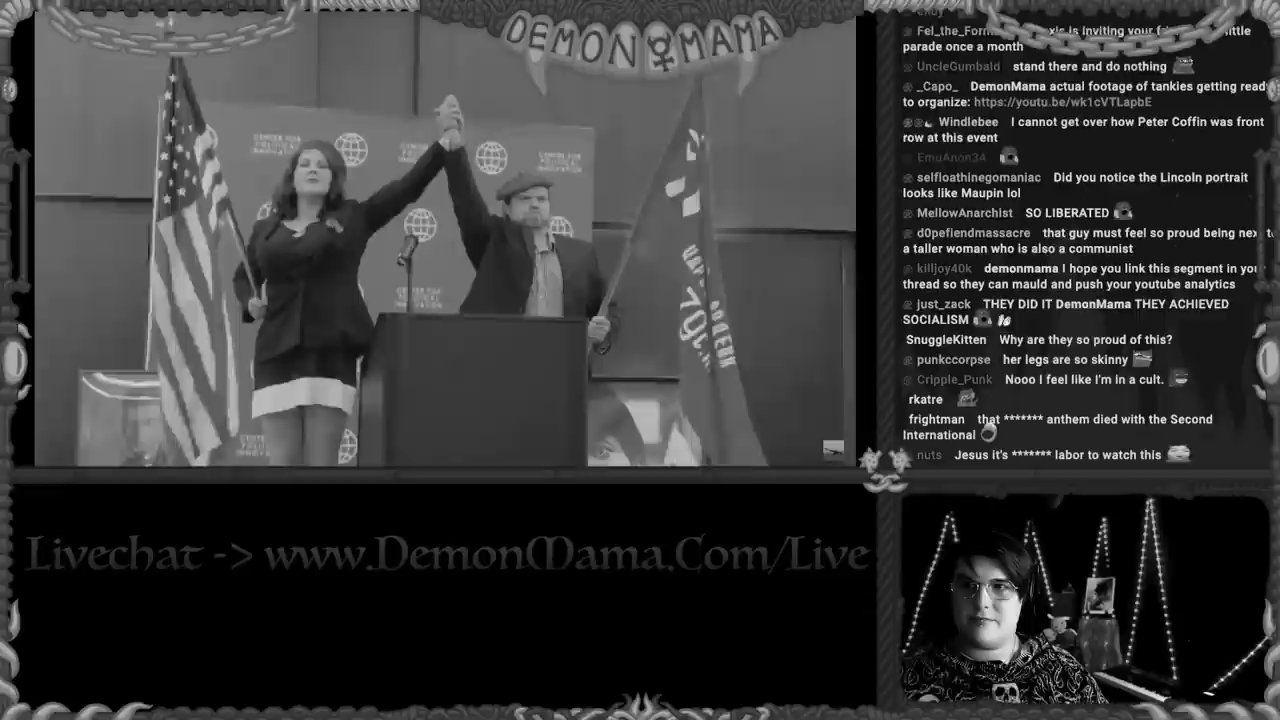 DEMON MAMA
CENTER FOR
POLITICAL
INNOVATION
Fel_the_Form
little
parade once a month
UncleGumbald stand there and do nothing
_Capo_ DemonMama actual footage of tankies getting read
to organize: https://youtu.be/wk1cVTLapbE
Windlebee I cannot get over how Peter Coffin was front
row at this event
EmuAnon34
selfloathinegomaniac Did you notice the Lincoln portrait
looks like Maupin lol
MellowAnarchist SO LIBERATED
d0pefiendmassacre that guy must feel so proud being next to
a taller woman who is also a communist
killjoy40k demonmama I hope you link this segment in your
thread so they can mauld and push your youtube analytics
just_zack THEY DID IT DemonMama THEY ACHIEVED
SOCIALISM
SnuggleKitten Why are they so proud of this?
punkccorpse her legs are so skinny
Cripple_Punk Nooo I feel like I'm in a cult.
rkatre
frightman that ******* anthem died with the Second
International
nuts Jesus it's ******* labor to watch this
Livechat -> www.DemonMama.Com/Live